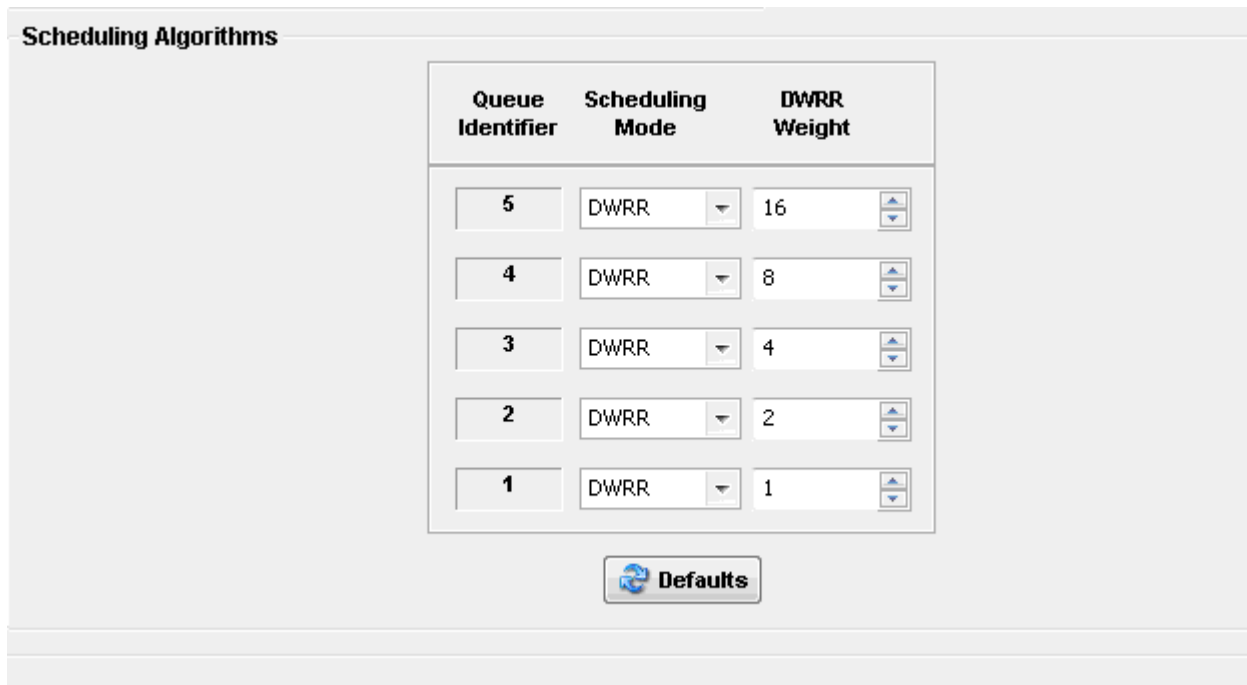 Scheduling Algorithms
Queue Identifier Scheduling Mode DWRR Weight
5 DWRR 16
4 DWRR 8
3 DWRR 4
2 DWRR 2
1 DWRR 1
Defaults